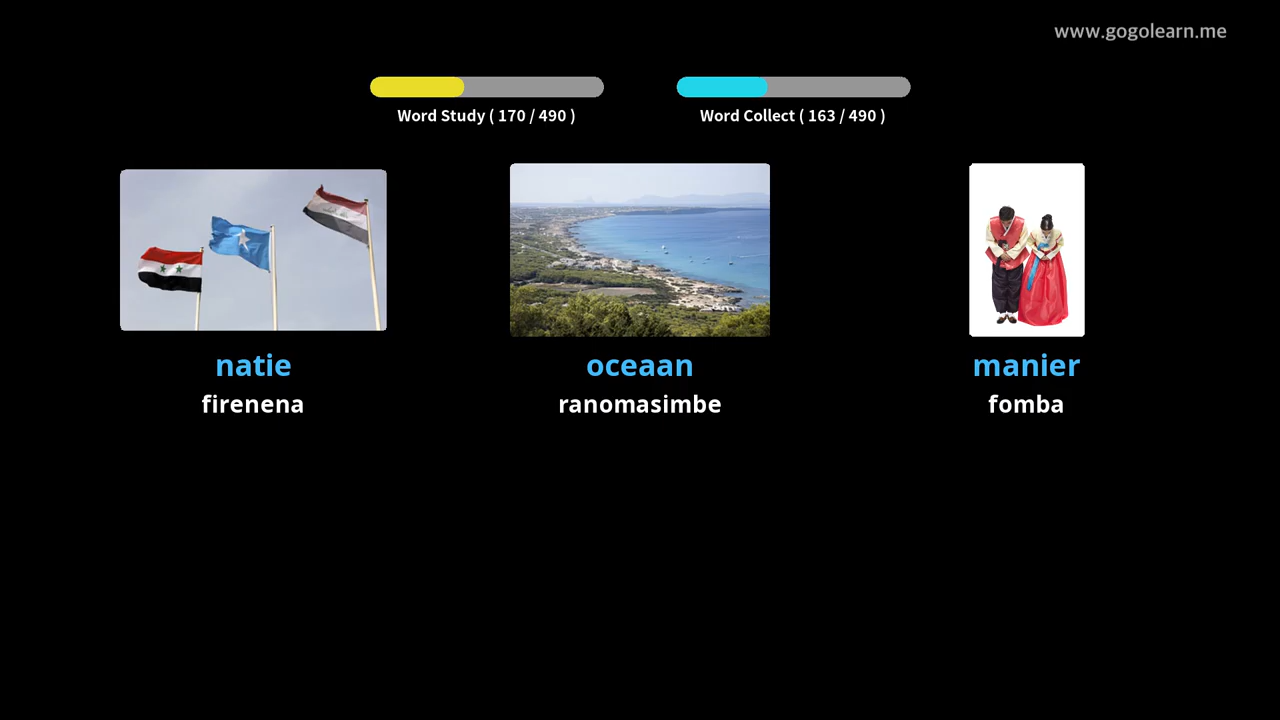 www.gogolearn.me
Word Study ( 170 / 490 )
Word Collect ( 163 / 490 )
natie
firenena
oceaan
ranomasimbe
manier
fomba